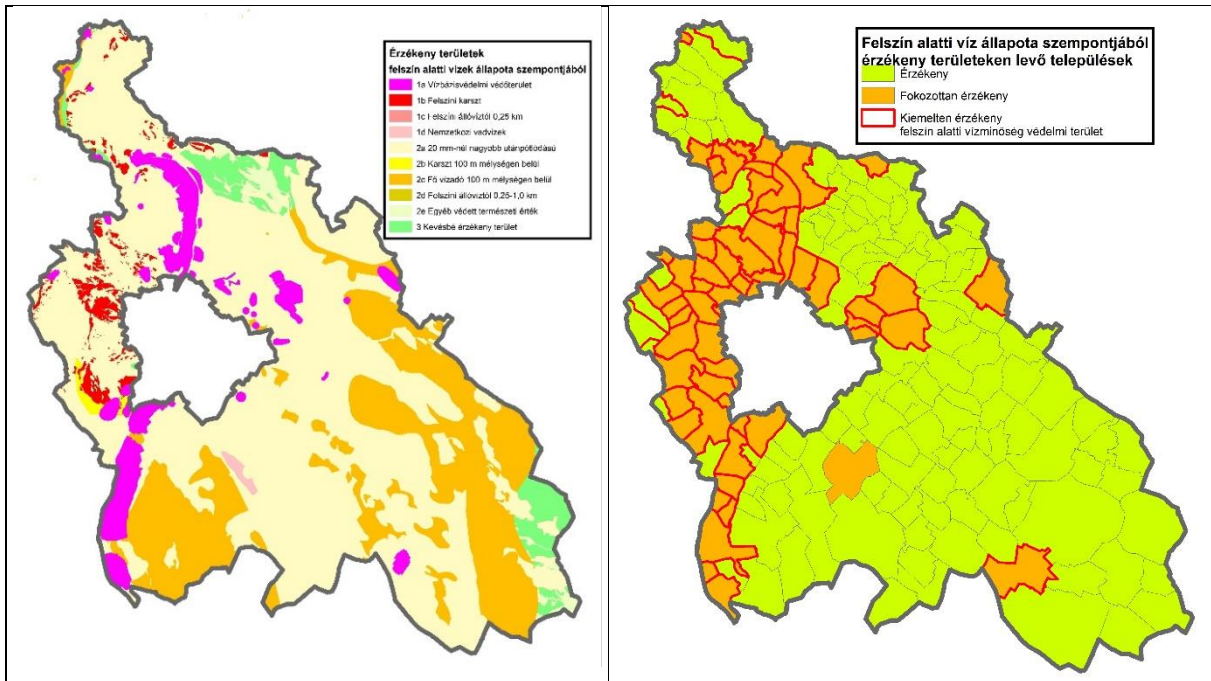 Érzékeny területek
felszín alatti vizek állapota szempontjából
1a Vízbázisvédelmi védőterület
1b Felszíni karszt
1c Felszín állóvíztől 0,25 km
1d Nemzetkozi vadvizek
2a 20 mm-nél nagyobb utánpótlódású
2b Karszt 100 m mélységen belül
2c Fő vízadó 100 m mélységen belül
2d Felszíni állóvíztől 0,25-1,0 km
2e Egyéb védett természeti érték
3 Kevésbé érzékeny terület
Felszín alatti víz állapota szempontjából
érzékeny területeken levő települések
Érzékeny
Fokozottan érzékeny
Kiemelten érzékeny
felszín alatti vízminőség védelmi terület